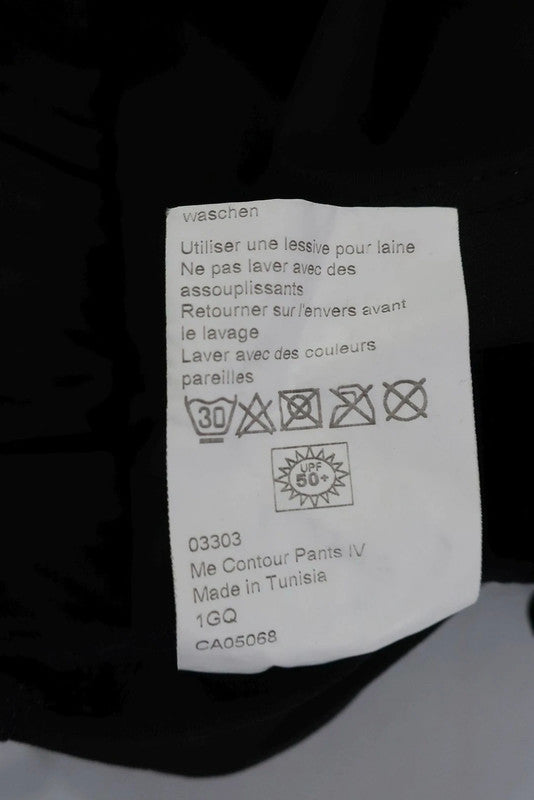 waschen
Utiliser une lessive pour laine
Ne pas laver avec des
assouplissants
Retourner sur l'envers avant
le lavage
Laver avec des couleurs
pareilles
30
UPF
50+
03303
Me Contour Pants IV
Made in Tunisia
1GQ
CA05068